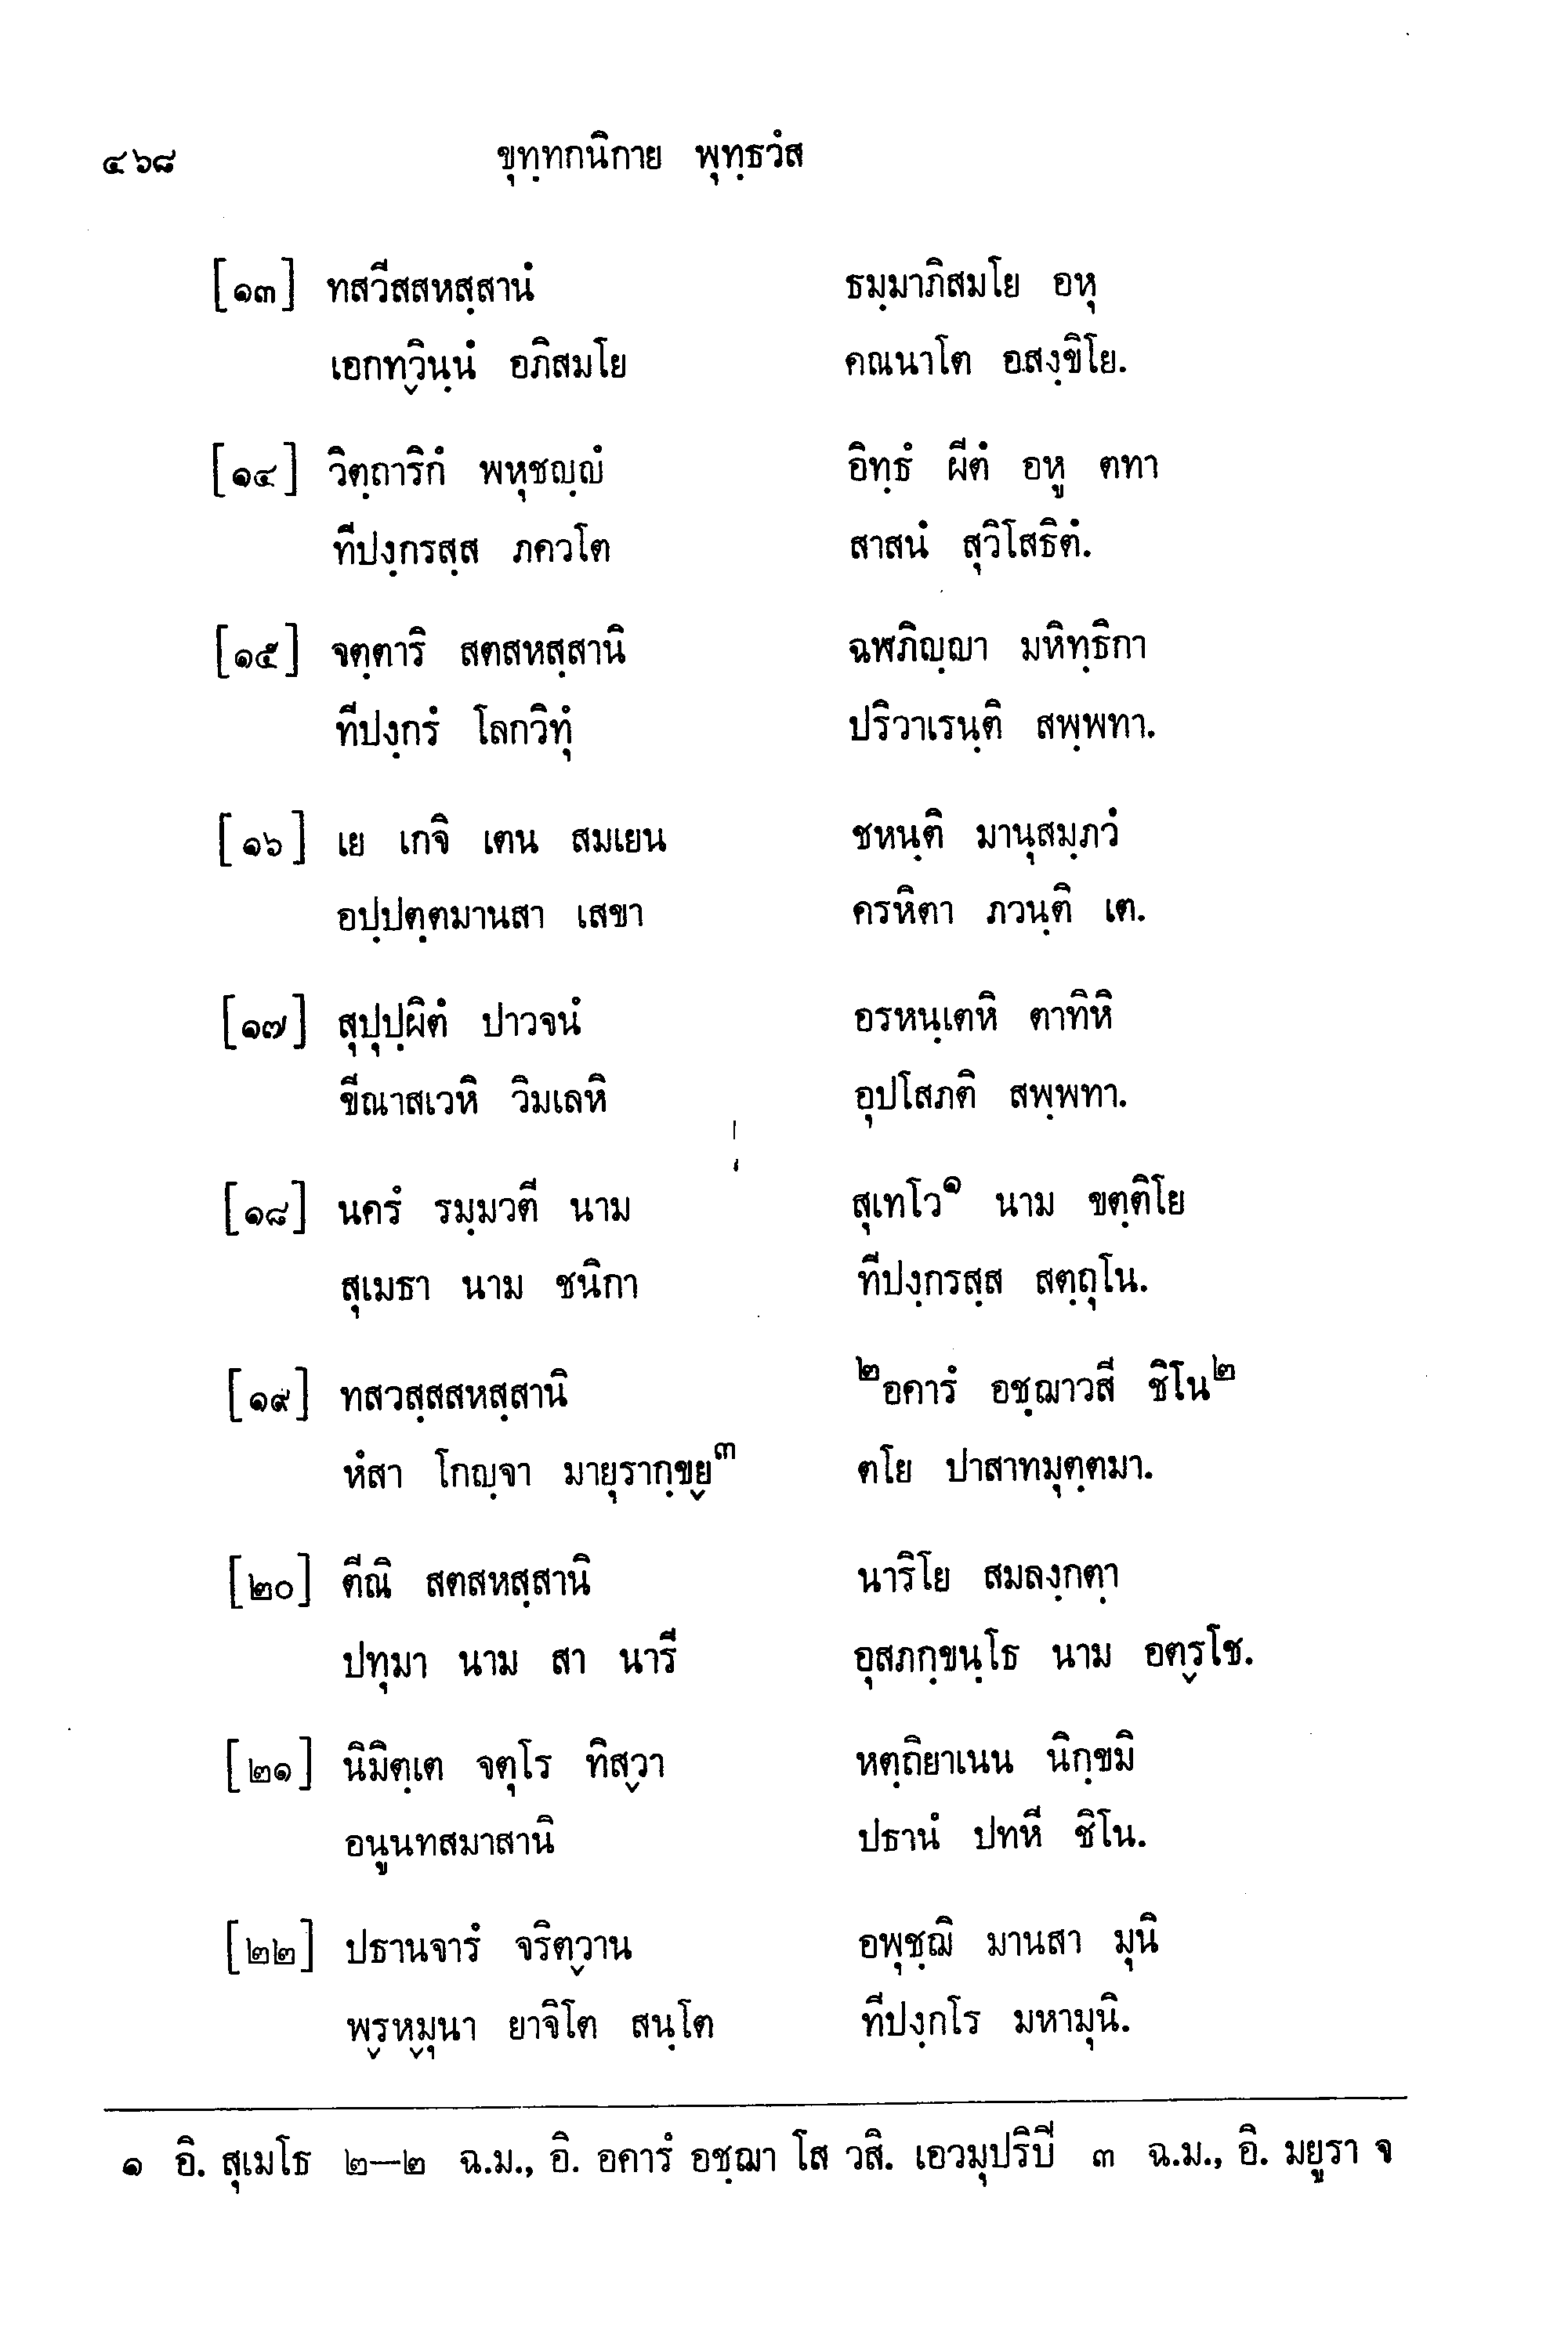 ๔๖๘ ขุทฺทกนิกาย พุทฺธวํส
[๑๓] ทสวีสสหสฺสานํ ธมฺมาภิสมโย อหุ
เอกทฺวินฺนํ อภิสมโย คณนาโต อสงฺขิโย.
[๑๔] วิตฺถาริกํ พหุชญฺญํ อิทฺธํ ผีตํ อหู ตทา
ทีปงฺกรสฺส ภควโต สาสนํ สุวิโสธิตํ.
[๑๕] จตฺตาริ สตสหสฺสานิ ฉฬภิญฺญา มหิทฺธิกา
ทีปงฺกรํ โลกวิทุํ ปริวาเรนฺติ สพฺพทา.
[๑๖] เย เกจิ เตน สมเยน ชหนฺติ มานุสมฺภวํ
อปฺปตฺตมานสา เสขา ครหิตา ภวนฺติ เต.
[๑๗] สุปุปฺผิตํ ปาวจนํ อรหนฺเตหิ ตาทิหิ
ขีณาสเวหิ วิมเลหิ อุปโสภติ สพฺพทา.
[๑๘] นครํ รมฺมวตี นาม สุเทโว๑ นาม ขตฺติโย
สุเมธา นาม ชนิกา ทีปงฺกรสฺส สตฺถุโน.
[๑๙] ทสวสฺสสหสฺสานิ ๒อคารํ อชฺฌาวสี ชิโน๒
หํสา โกญฺจา มายุรากฺขฺยู๓ ตโย ปาสาทมุตฺตมา.
[๒๐] ตีณิ สตสหสฺสานิ นาริโย สมลงฺกตา
ปทุมา นาม สา นารี อุสภกฺขนฺโธ นาม อตฺรโช.
[๒๑] นิมิตฺเต จตุโร ทิสฺวา หตฺถิยาเนน นิกฺขมิ
อนูนทสมาสานิ ปธานํ ปทหี ชิโน.
[๒๒] ปธานจารํ จริตฺวาน อพุชฺฌิ มานสา มุนิ
พฺรหฺมุนา ยาจิโต สนฺโต ทีปงฺกโร มหามุนิ.
๑ อิ. สุเมโธ ๒—๒ ฉ.ม., อิ. อคารํ อชฺฌา โส วสิ. เอวมุปริปี ๓ ฉ.ม., อิ. มยูรา จ